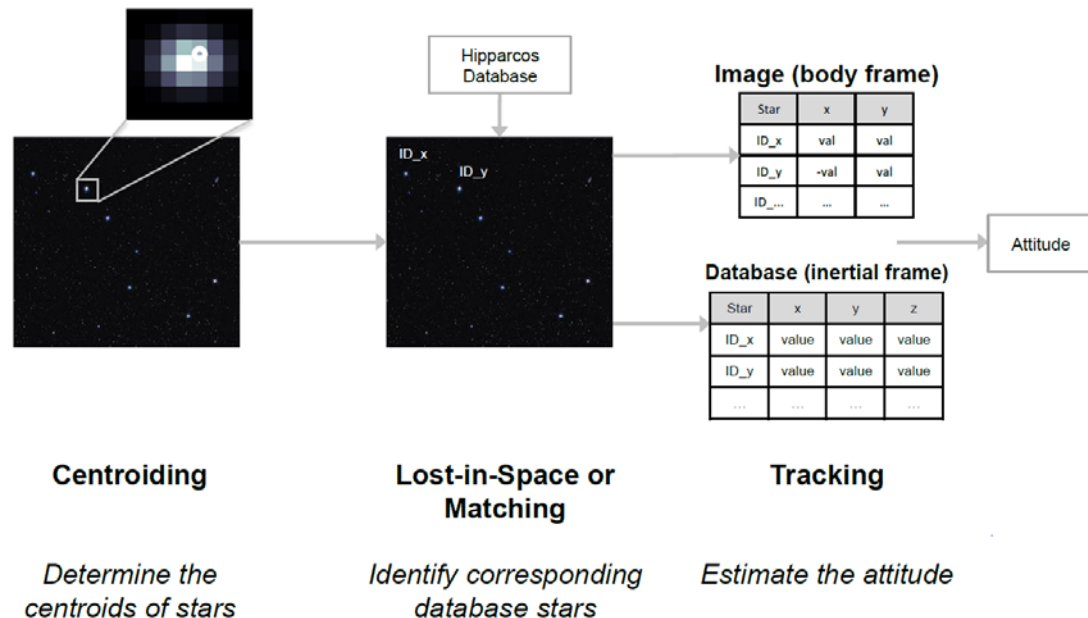 Hipparcos
Database
ID_x
ID_y
Image (body frame)
Star x y
ID_x val val
ID_y -val val
ID_... ... ...
Attitude
Database (inertial frame)
Star x y z
ID_x value value value
ID_y value value value
... ... ... ...
Centroiding
Lost-in-Space or
Matching
Tracking
Determine the
centroids of stars
Identify corresponding
database stars
Estimate the attitude